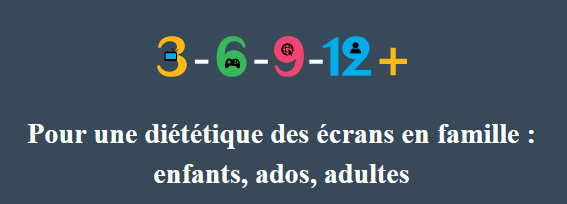 3-6-9-12+
Pour une diététique des écrans en famille :
enfants, ados, adultes